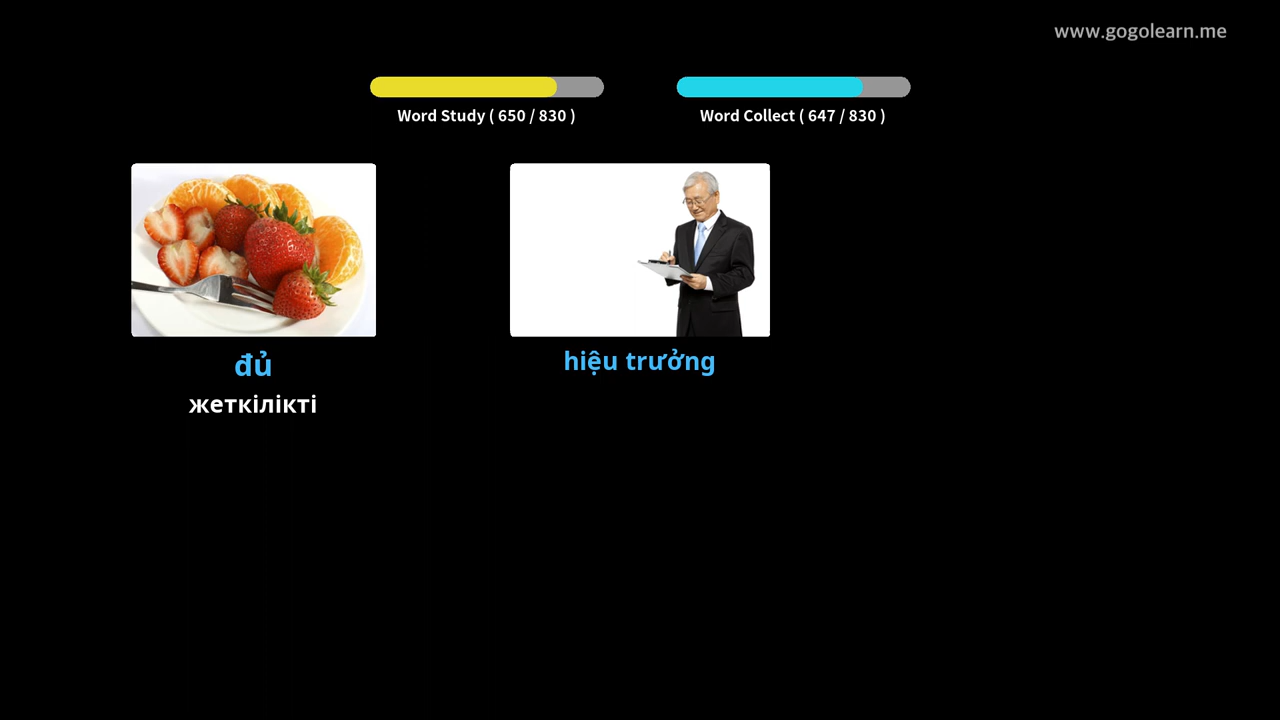 www.gogolearn.me
Word Study ( 650 / 830 )
Word Collect ( 647 / 830 )
đủ
жеткілікті
hiệu trưởng